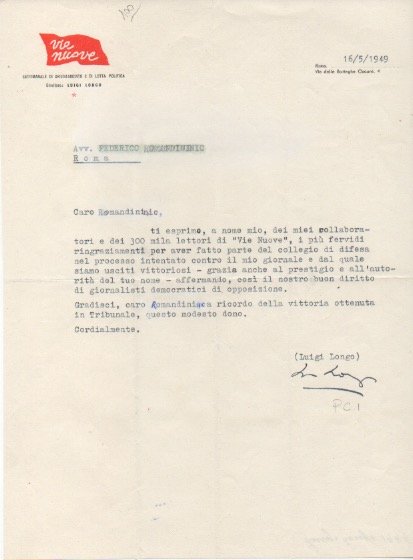 vie
nuove
SETTIMANALE DI ORIENTAMENTO E DI LOTTA POLITICA
Direttore LUIGI LONGO
16/5/1949
Roma,
Via delle Botteghe Oscure, 4
Avv. FEDERICO ROMANDININIC
Roma
Caro Romandininic,
ti esprimo, a nome mio, dei miei collabora-
tori e dei 300 mila lettori di "Vie Nuove", i più fervidi
ringraziamenti per aver fatto parte del collegio di difesa
nel processo intentato contro il mio giornale e dal quale
siamo usciti vittoriosi - grazia anche al prestigio e all'auto-
rità del tuo nome - affermando, così il nostro buon diritto
di giornalisti democratici di opposizione.
Gradisci, caro a ricordo della vittoria ottenuta
in Tribunale, questo modesto dono.
Cordialmente.
(Luigi Longo)
PCI